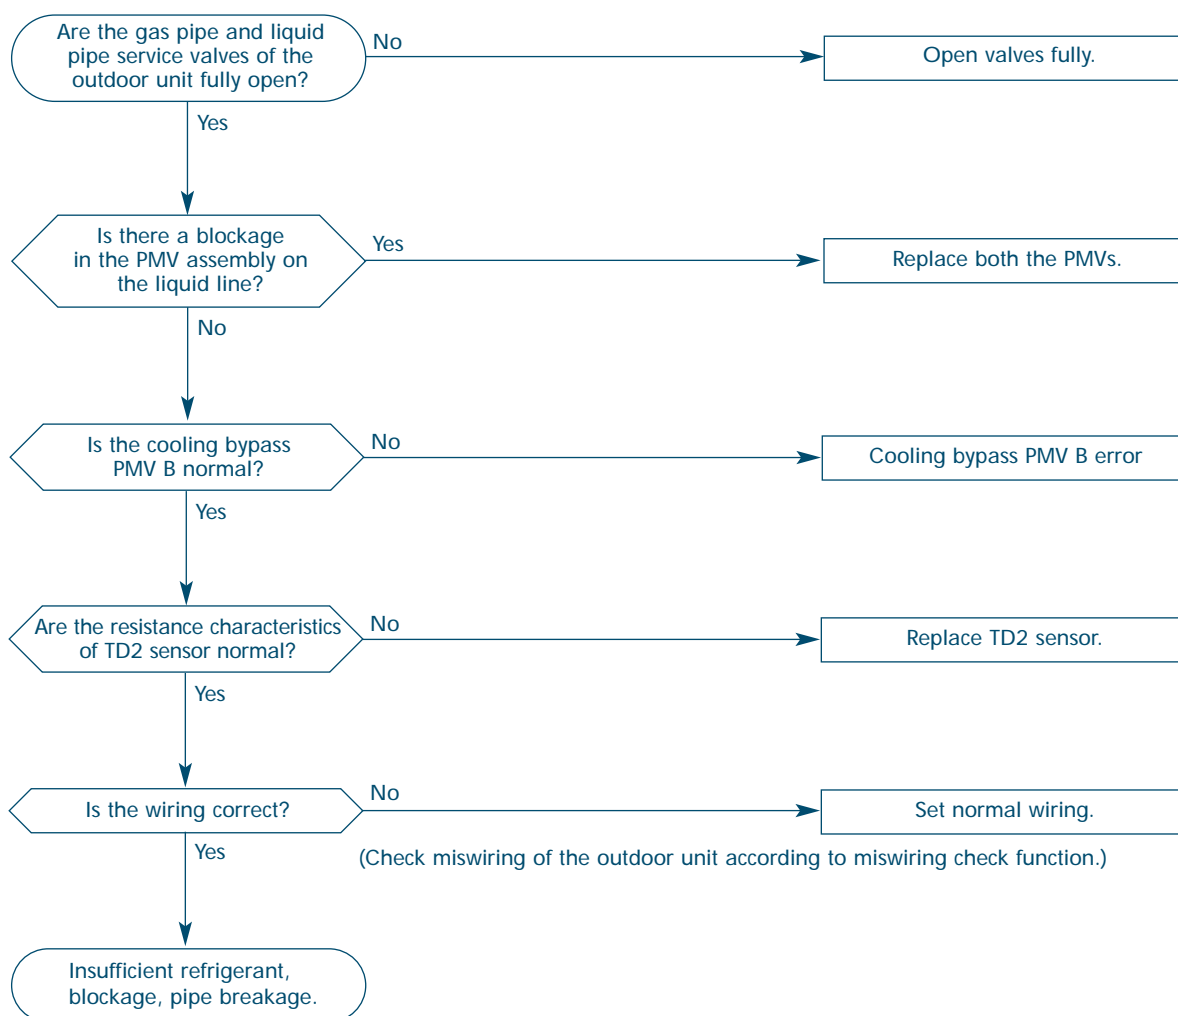 Are the gas pipe and liquid
pipe service valves of the
outdoor unit fully open?
No
Open valves fully.
Yes
Is there a blockage
in the PMV assembly on
the liquid line?
Yes
Replace both the PMVs.
No
Is the cooling bypass
PMV B normal?
No
Cooling bypass PMV B error
Yes
Are the resistance characteristics
of TD2 sensor normal?
No
Replace TD2 sensor.
Yes
Is the wiring correct?
No
Set normal wiring.
Yes
(Check miswiring of the outdoor unit according to miswiring check function.)
Insufficient refrigerant,
blockage, pipe breakage.